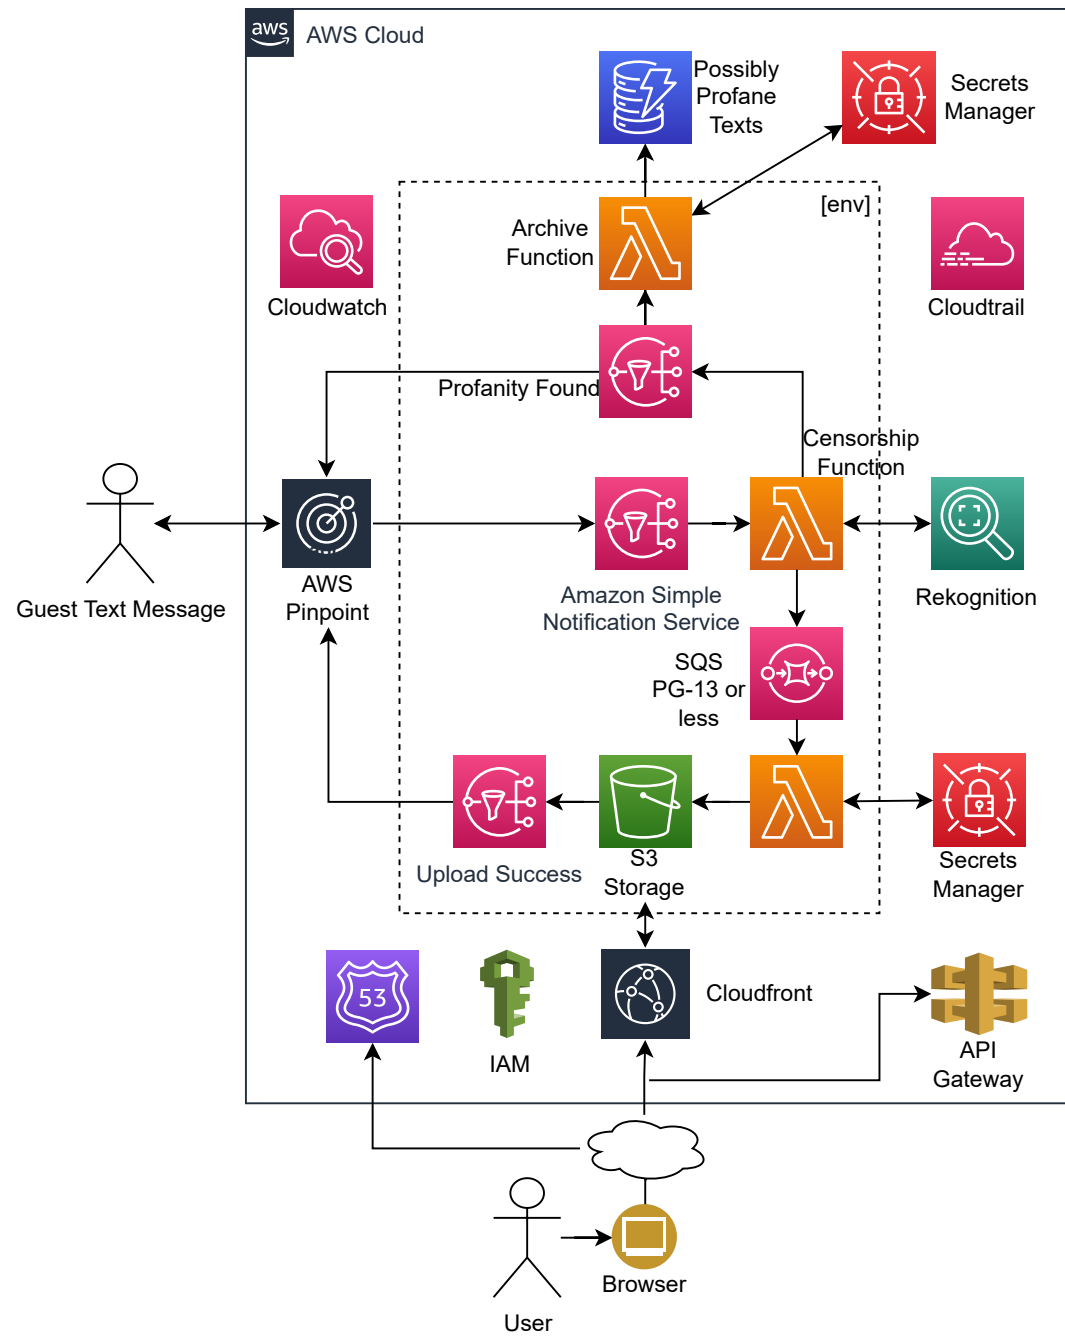 aws
AWS Cloud
Possibly
Profane
Texts
Secrets
Manager
[env]
Archive
Function
Cloudwatch
Cloudtrail
Profanity Found
Censorship
Function
Guest Text Message
AWS
Pinpoint
Amazon Simple
Notification Service
Rekognition
SQS
PG-13 or
less
Upload Success
S3
Storage
Secrets
Manager
53
IAM
Cloudfront
API
Gateway
Browser
User